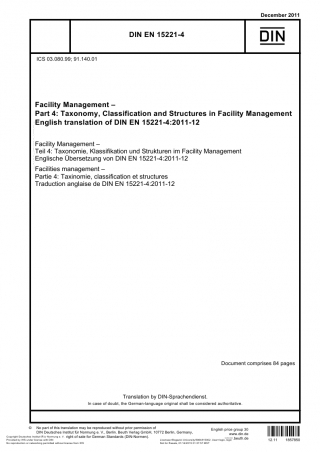 December 2011
DIN EN 15221-4
DIN
ICS 03.080.99; 91.140.01
Facility Management –
Part 4: Taxonomy, Classification and Structures in Facility Management
English translation of DIN EN 15221-4:2011-12
Facility Management –
Teil 4: Taxonomie, Klassifikation und Strukturen im Facility Management
Englische Übersetzung von DIN EN 15221-4:2011-12
Facilities management –
Partie 4: Taxinomie, classification et structures
Traduction anglaise de DIN EN 15221-4:2011-12
Document comprises 84 pages
Translation by DIN-Sprachendienst.
In case of doubt, the German-language original shall be considered authoritative.
No part of this translation may be reproduced without prior permission of
DIN Deutsches Institut für Normung e. V., Berlin. Beuth Verlag GmbH, 10772 Berlin, Germany,
right of sale for German Standards (DIN-Normen).
English price group 30
www.din.de
www.beuth.de
12.11